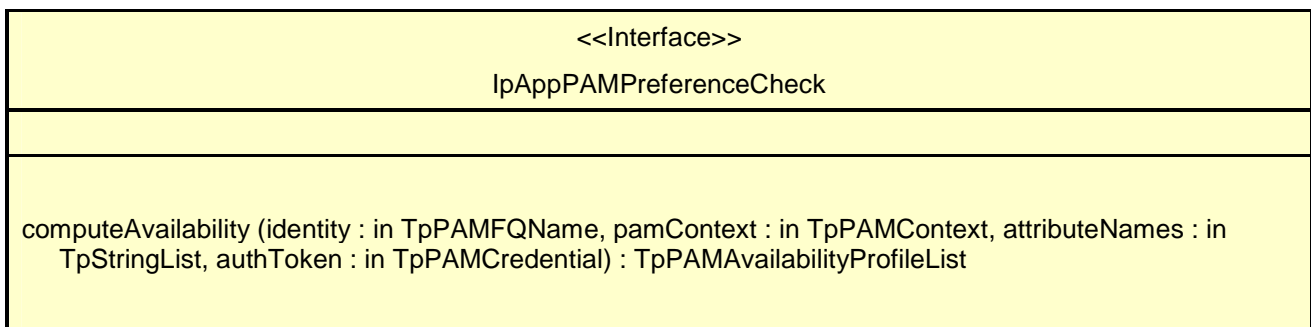 <<Interface>>
IpAppPAMPreferenceCheck
computeAvailability (identity : in TpPAMFQName, pamContext : in TpPAMContext, attributeNames : in
TpStringList, authToken : in TpPAMCredential) : TpPAMAvailabilityProfileList